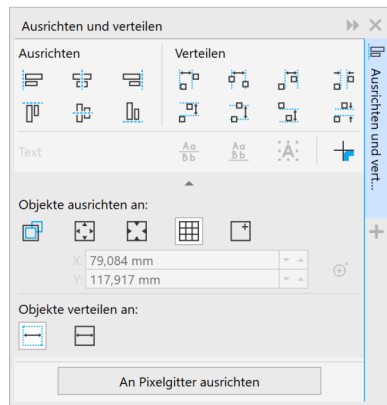 Ausrichten und verteilen
Ausrichten
Verteilen
Text
Aa
Bb
Aa
Bb
A
Objekte ausrichten an:
X: 79,084 mm
Y: 117,917 mm
Objekte verteilen an:
An Pixelgitter ausrichten
Ausrichten und vert...